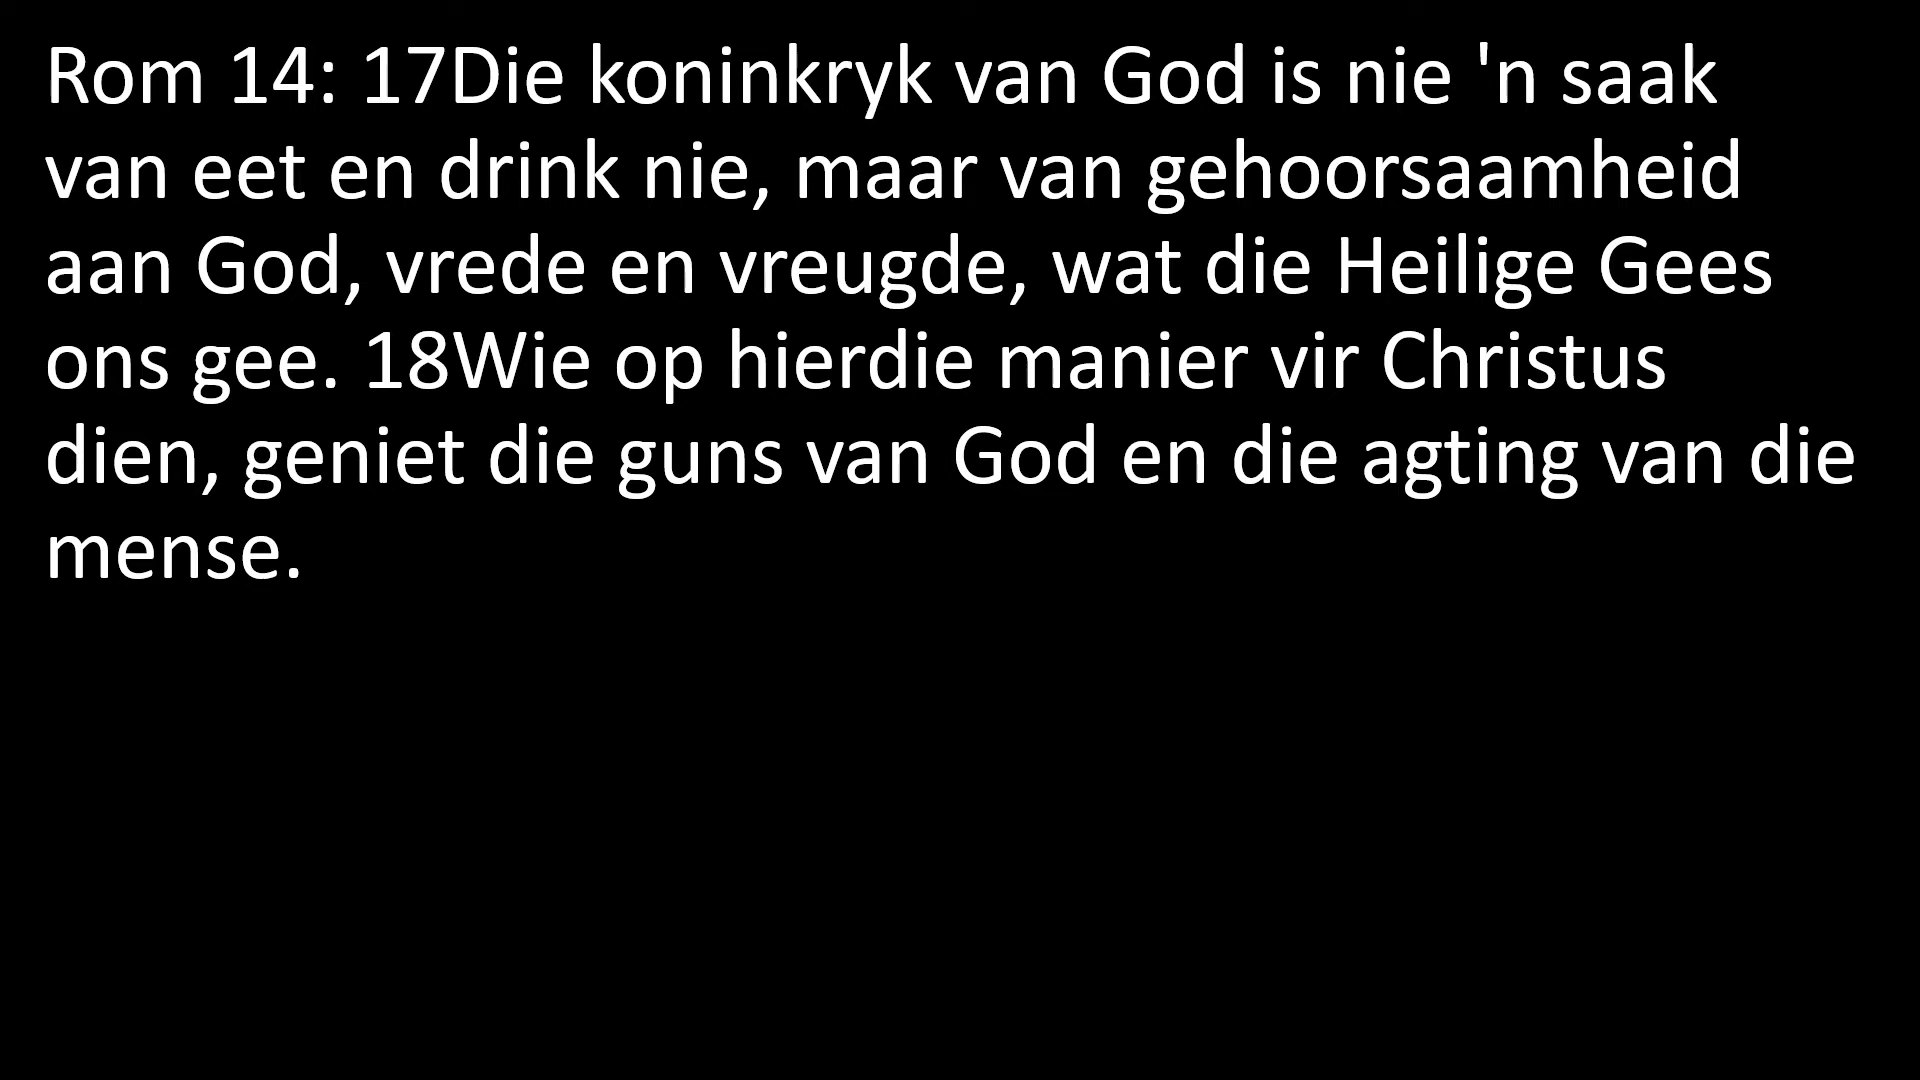 Rom 14: 17Die koninkryk van God is nie 'n saak
van eet en drink nie, maar van gehoorsaamheid
aan God, vrede en vreugde, wat die Heilige Gees
ons gee. 18Wie op hierdie manier vir Christus
dien, geniet die guns van God en die agting van die
mense.